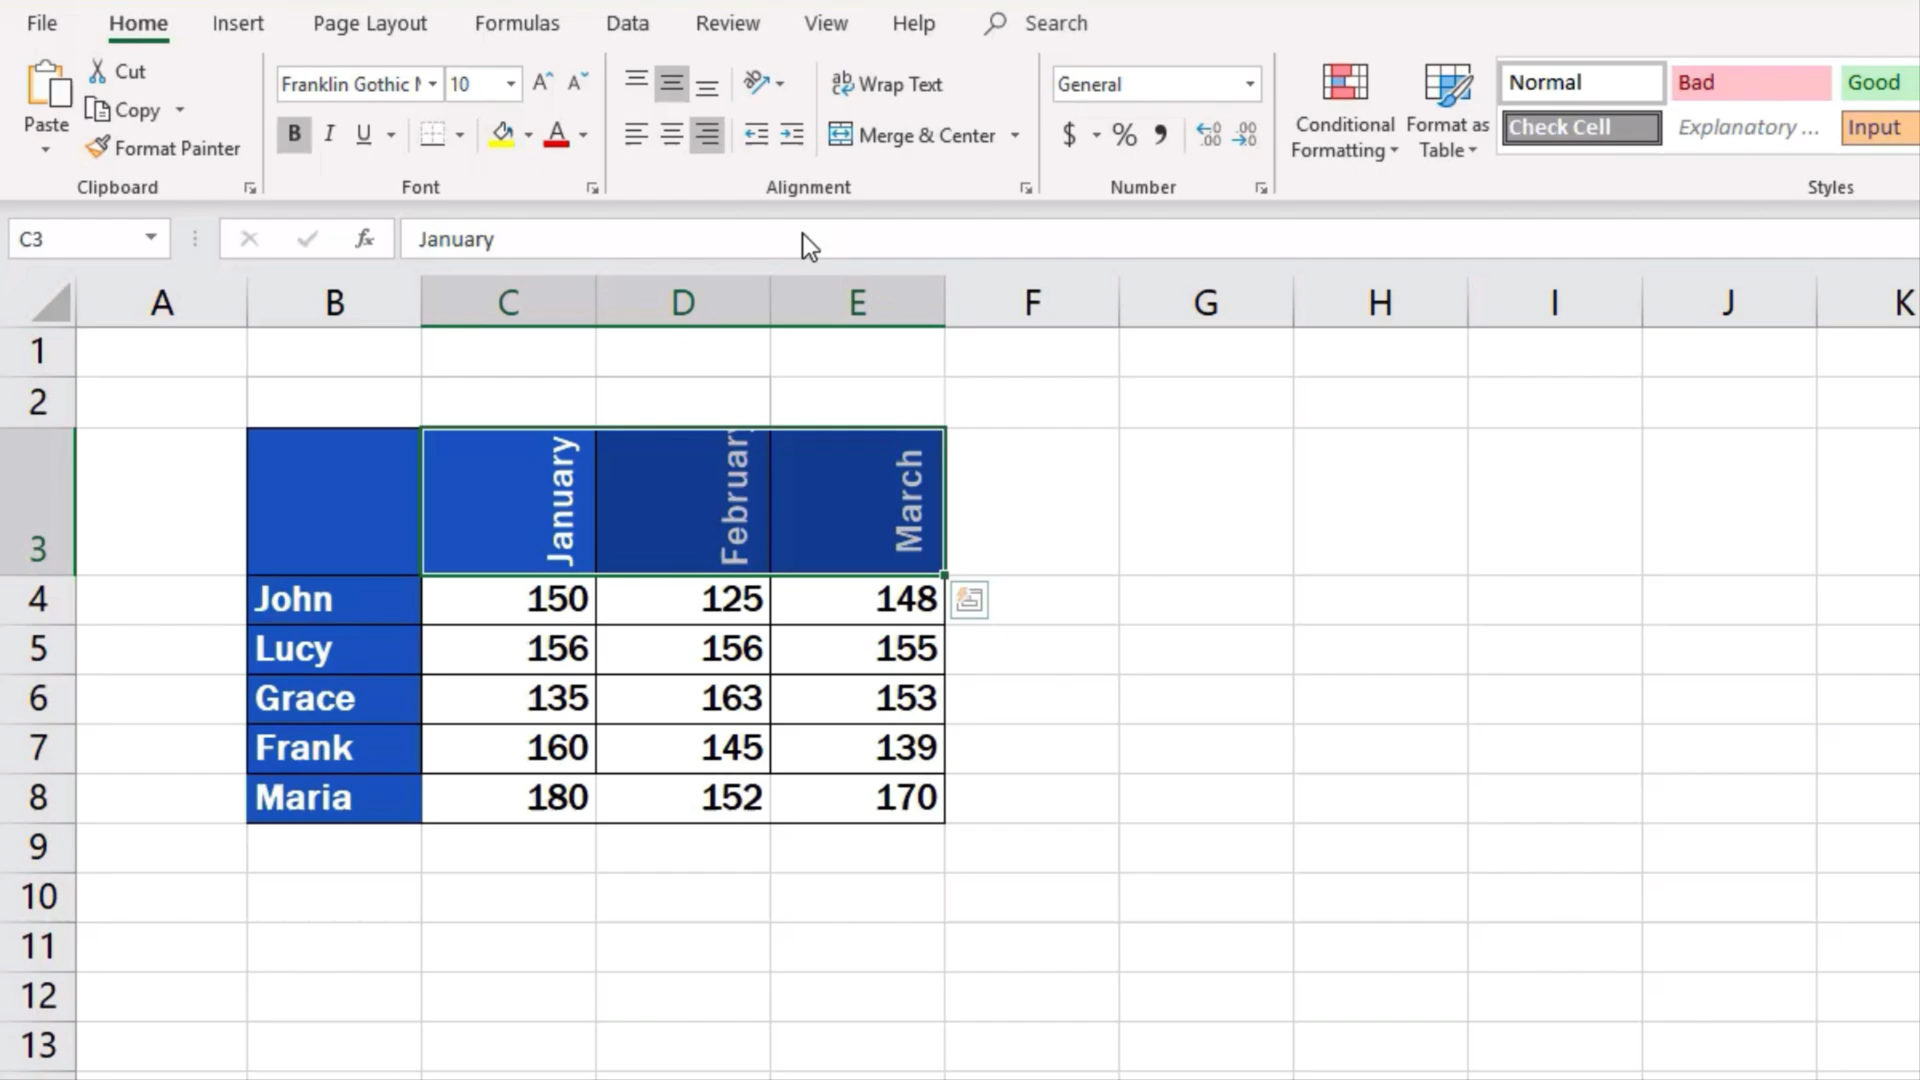 File Home Insert Page Layout Formulas Data Review View Help Search
Paste
Cut
Copy
Format Painter
Clipboard
Franklin Gothic 10 A A
B I U A
Font
ab Wrap Text
Merge & Center
Alignment
General
$ % 9
Number
Conditional Formatting
Format as Table
Normal Bad Good
Check Cell Explanatory ... Input
Styles
C3 fx January
A B C D E F G H I J K
1
2
3 January Februar March
4 John 150 125 148
5 Lucy 156 156 155
6 Grace 135 163 153
7 Frank 160 145 139
8 Maria 180 152 170
9
10
11
12
13